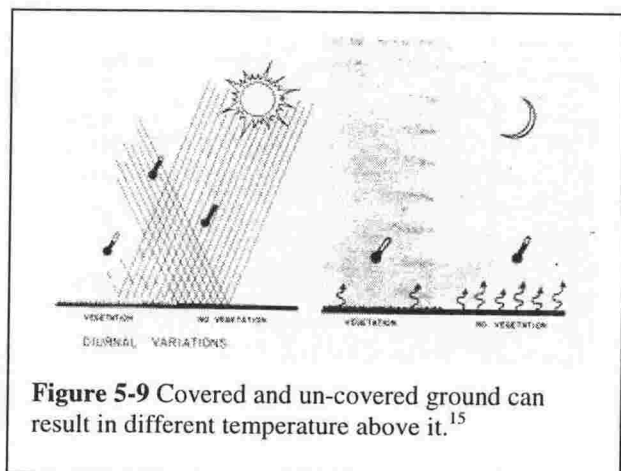 VEGETATION NO VEGETATION
DIURNAL VARIATIONS
VEGETATION NO VEGETATION
Figure 5-9 Covered and un-covered ground can
result in different temperature above it.15